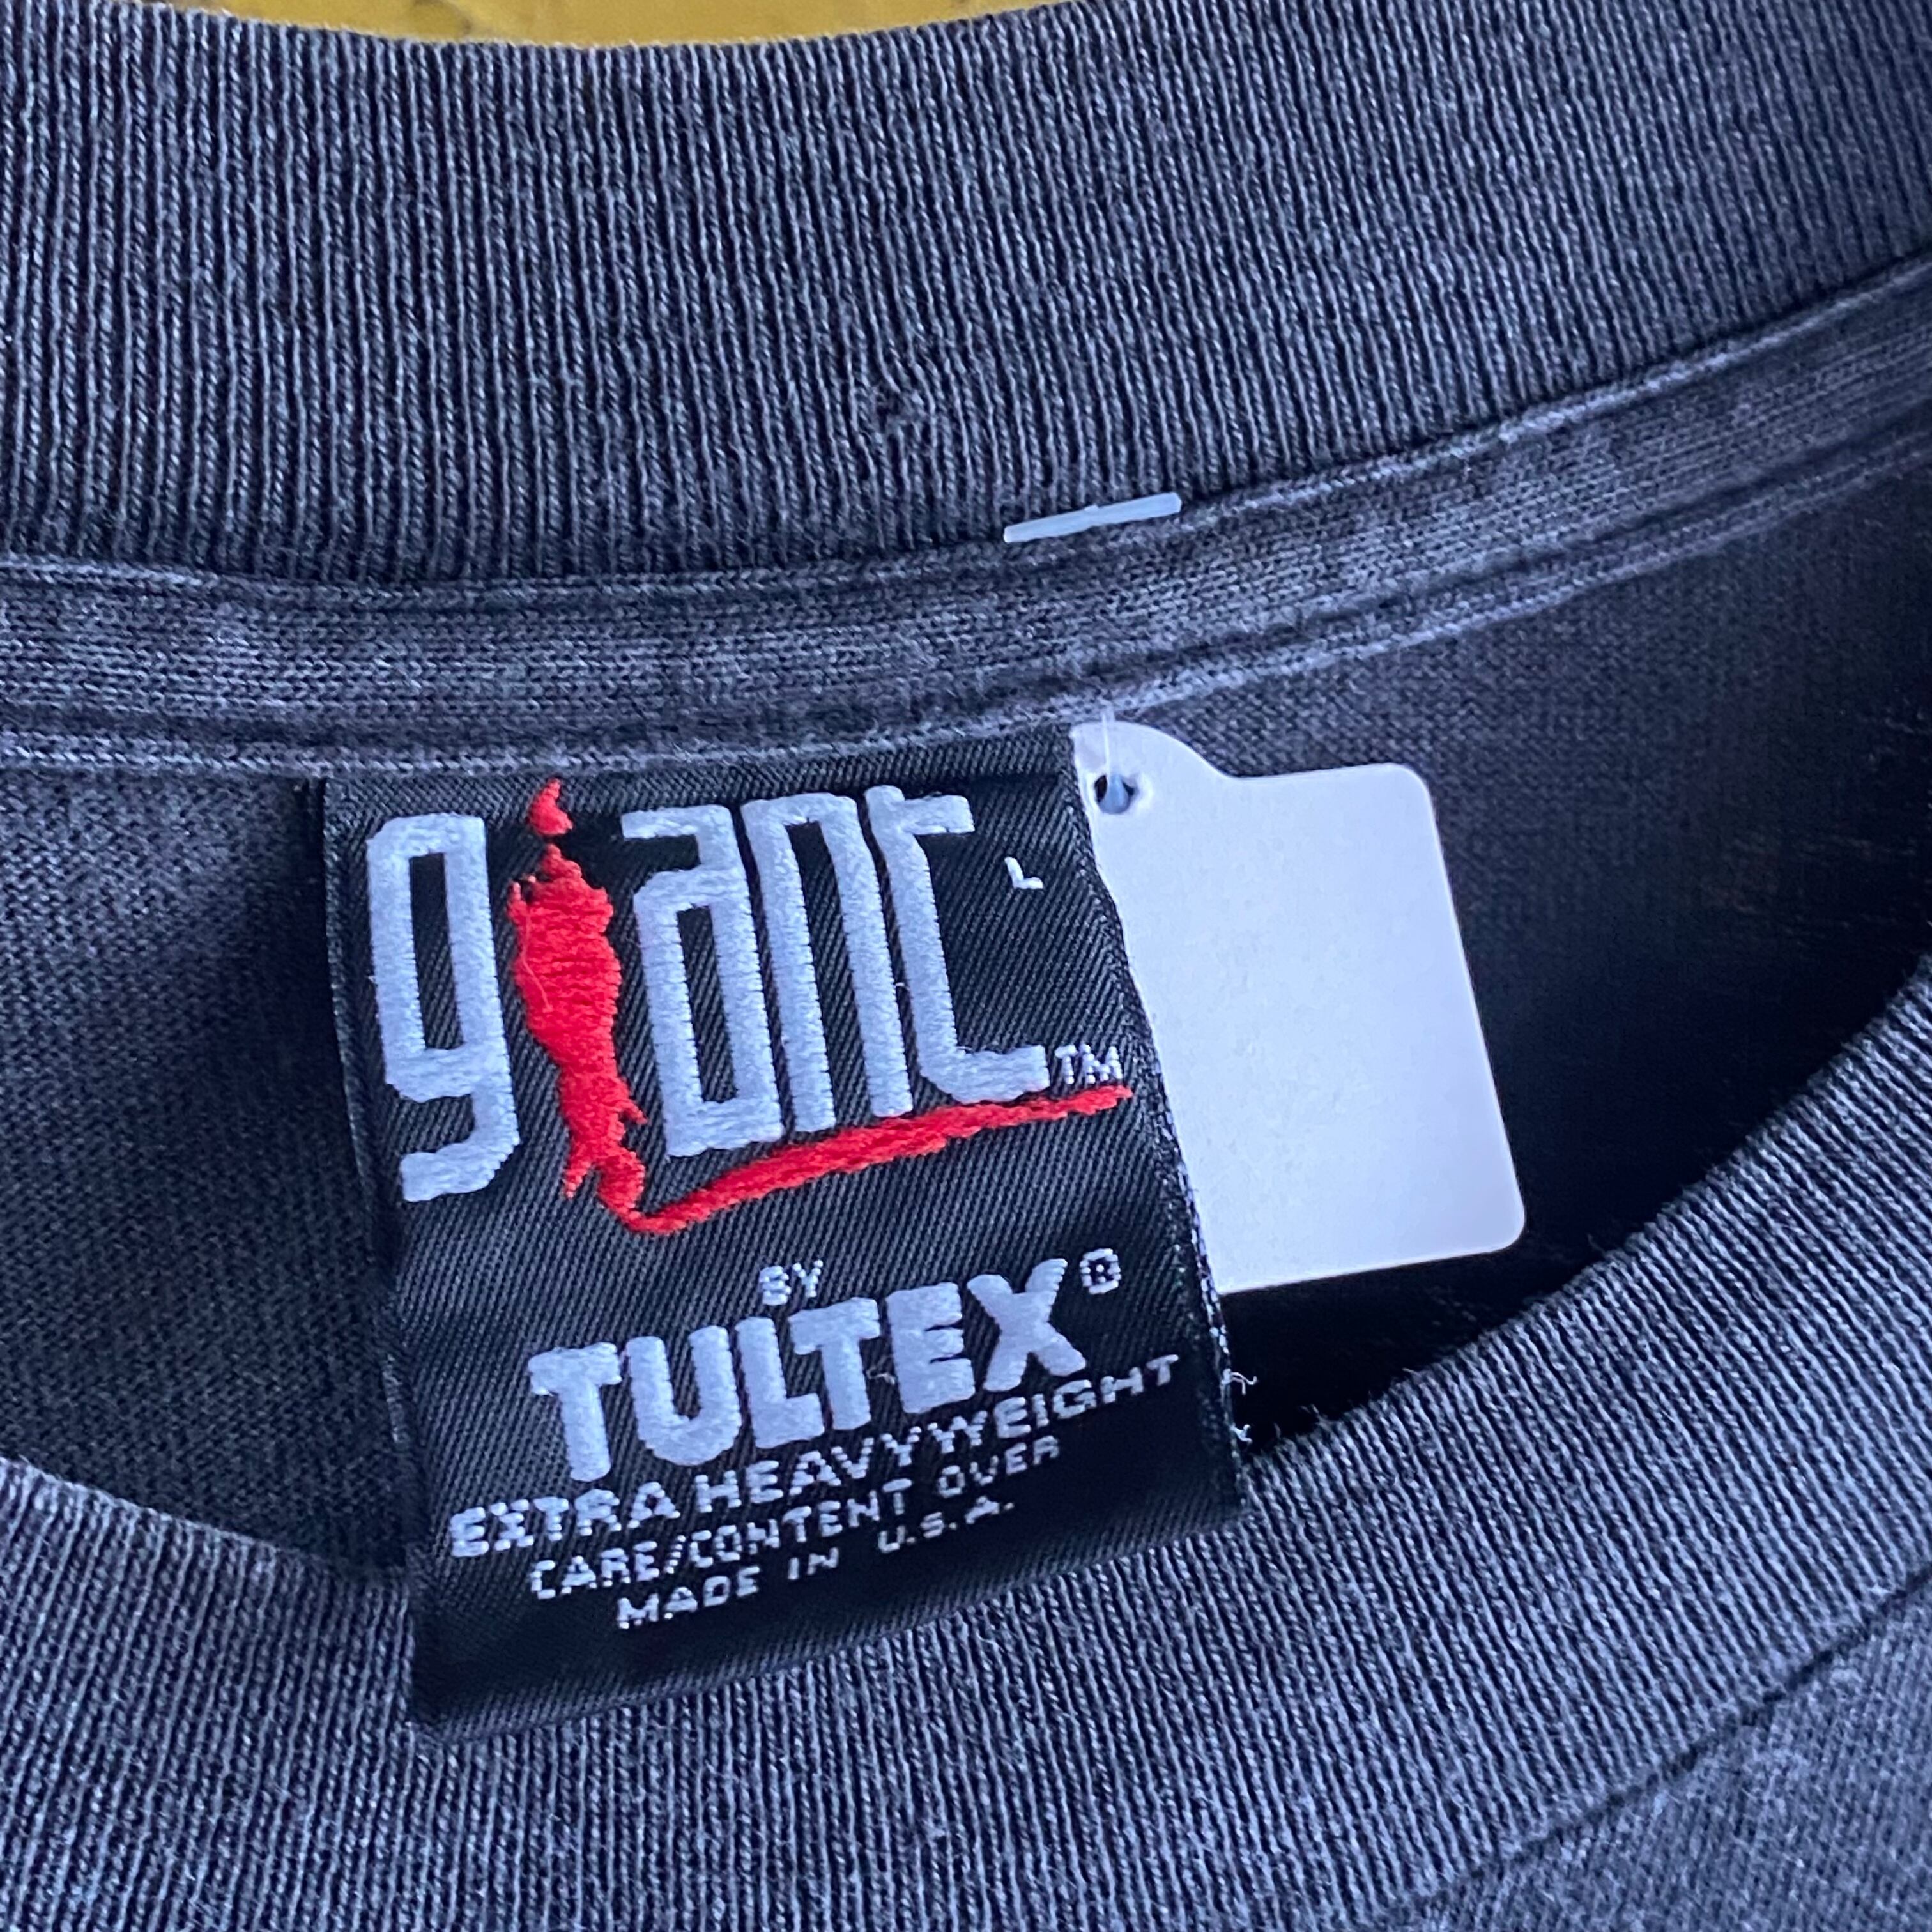 giant L
TM
BY
TULTEX®
EXTRA HEAVYWEIGHT
CARE/CONTENT OVER
MADE IN U.S.A.